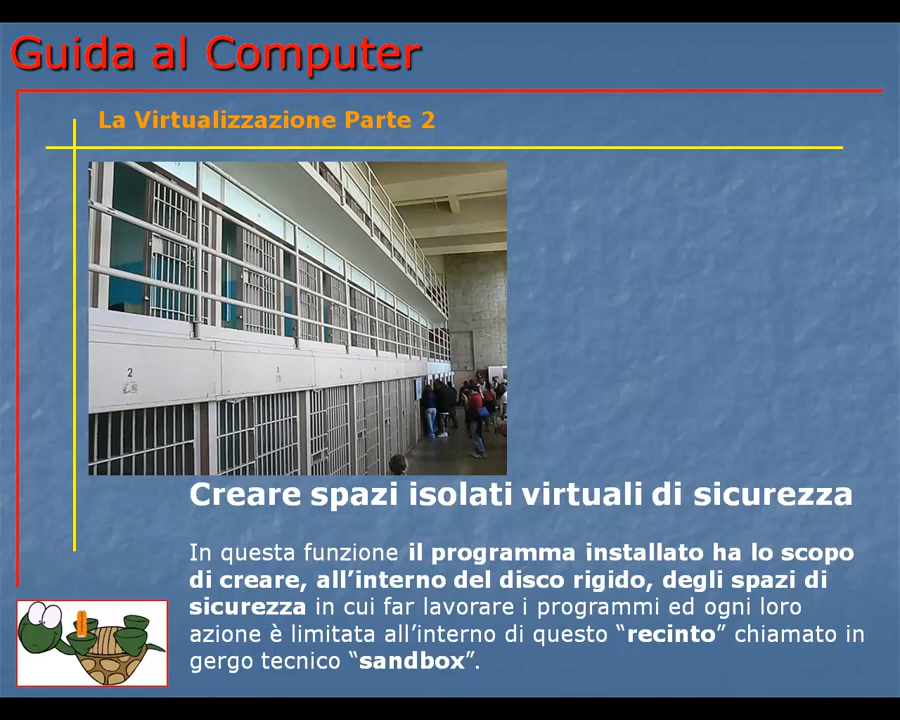 Guida al Computer
La Virtualizzazione Parte 2
2
Creare spazi isolati virtuali di sicurezza
In questa funzione il programma installato ha lo scopo
di creare, all’interno del disco rigido, degli spazi di
sicurezza in cui far lavorare i programmi ed ogni loro
azione è limitata all’interno di questo “recinto” chiamato in
gergo tecnico “sandbox”.